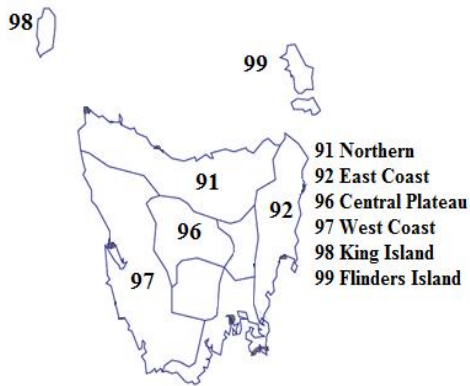 98
99
91
92
96
97
91 Northern
92 East Coast
96 Central Plateau
97 West Coast
98 King Island
99 Flinders Island